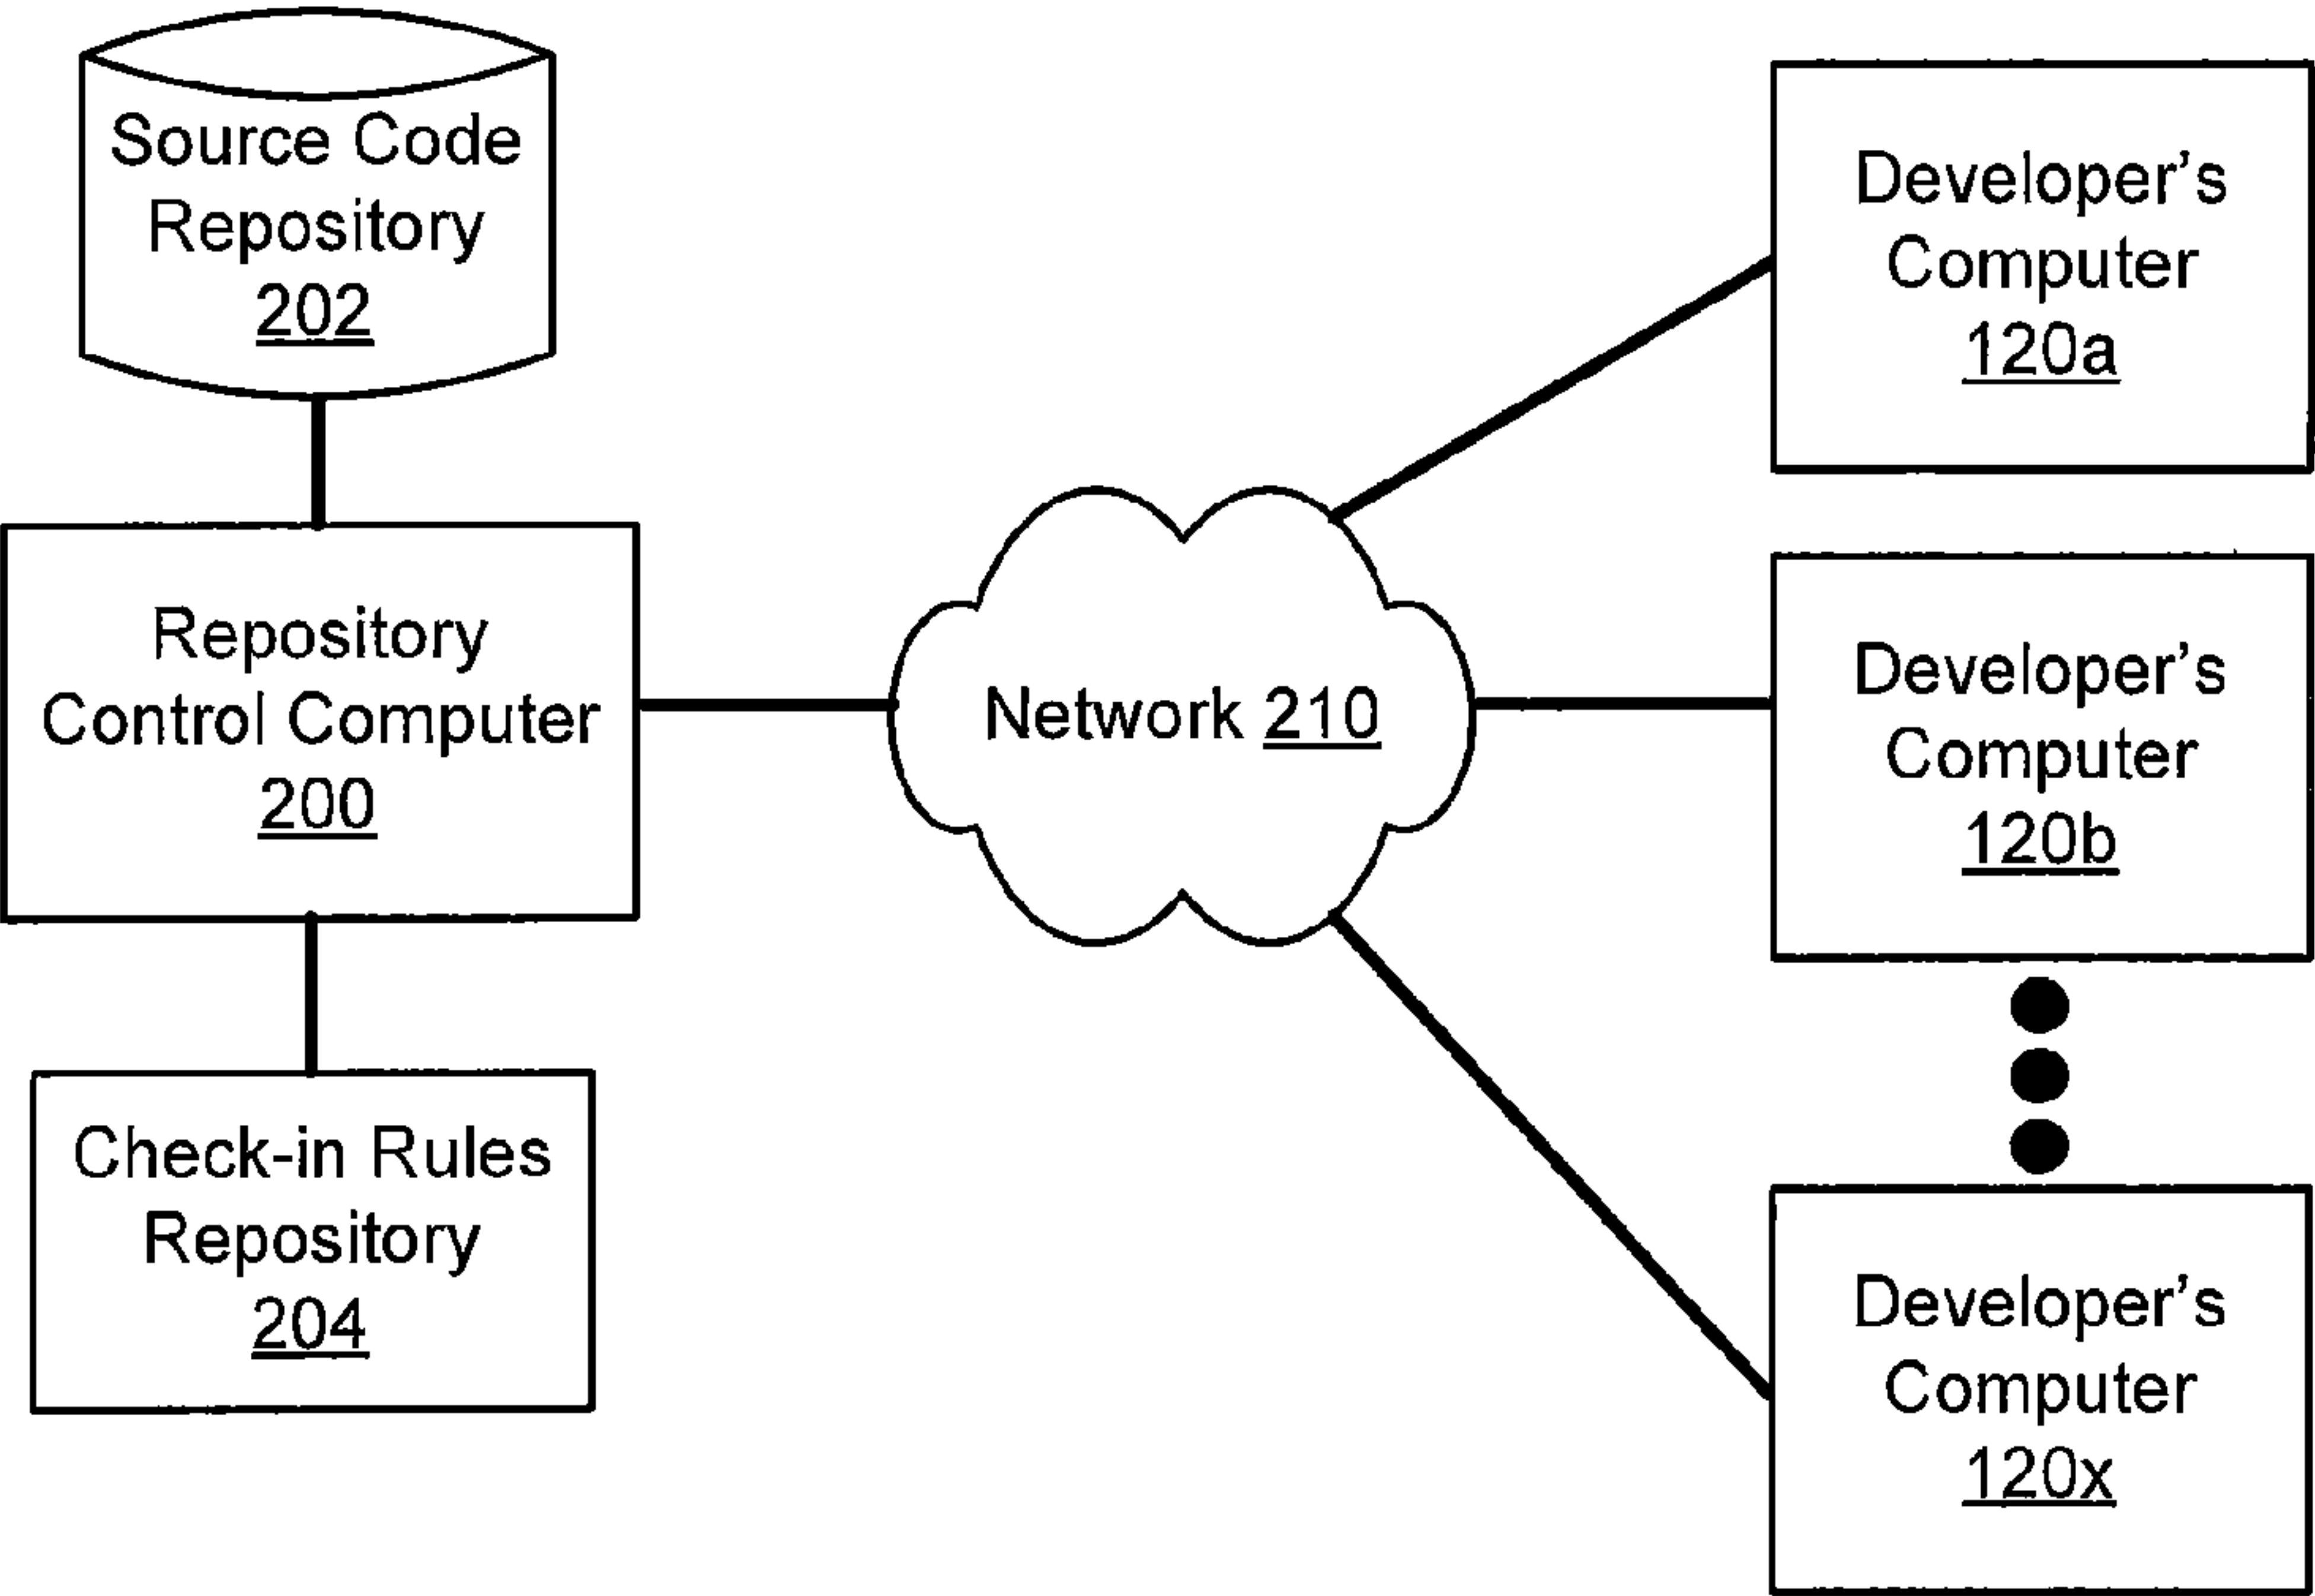 Source Code
Repository
202
Repository
Control Computer
200
Check-in Rules
Repository
204
Network 210
Developer's
Computer
120a
Developer's
Computer
120b
Developer's
Computer
120x